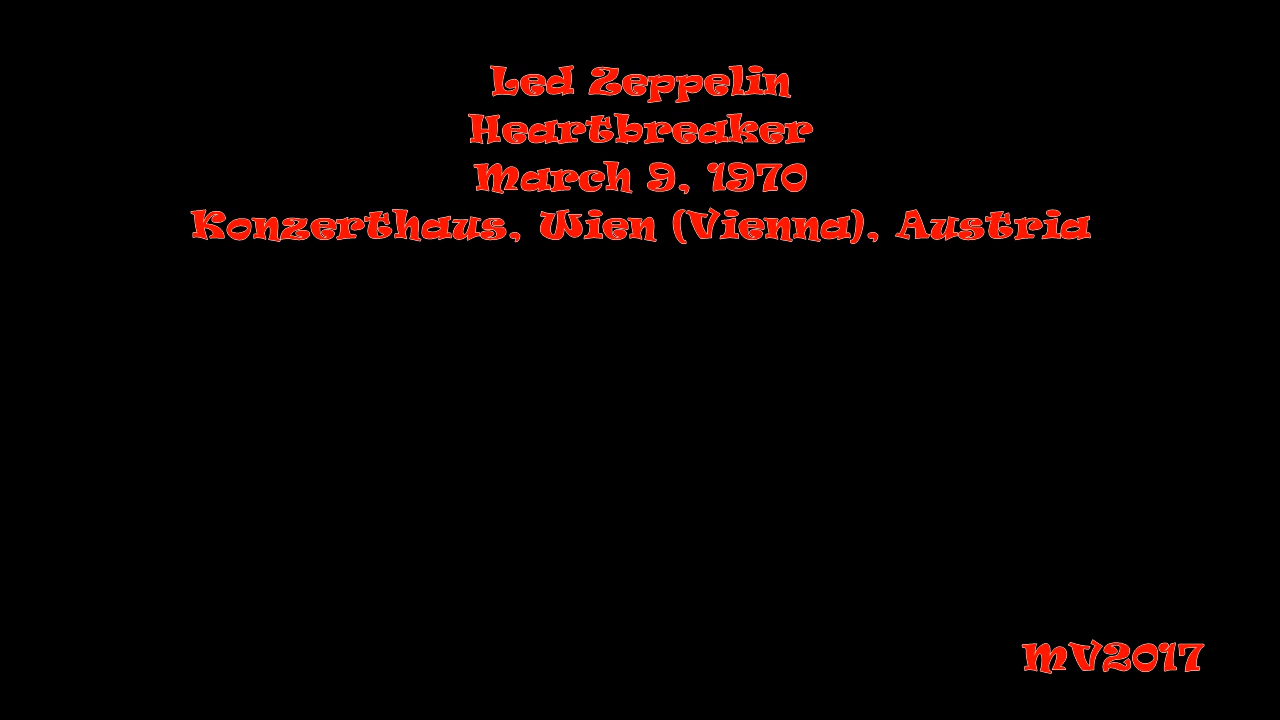 Led Zeppelin
Heartbreaker
March 9, 1970
Konzerthaus, Wien (Vienna), Austria
MV2017